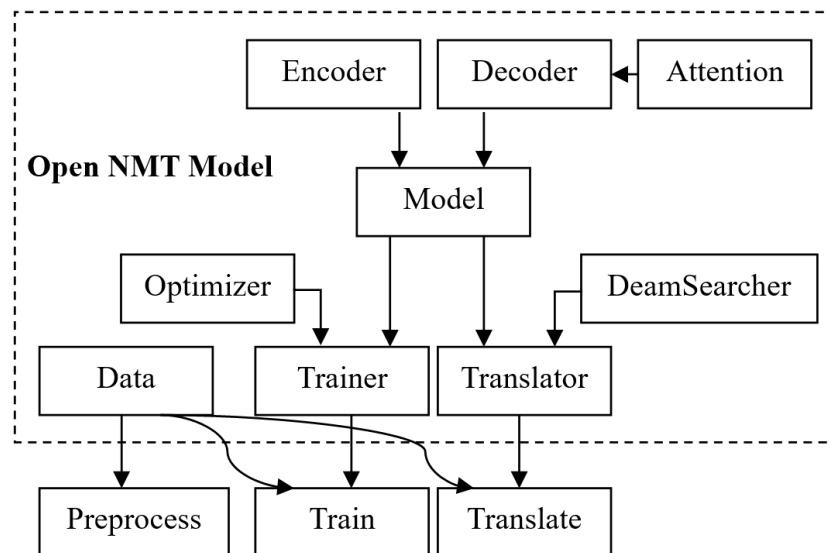 Encoder
Decoder
Attention
Open NMT Model
Model
Optimizer
DeamSearcher
Data
Trainer
Translator
Preprocess
Train
Translate